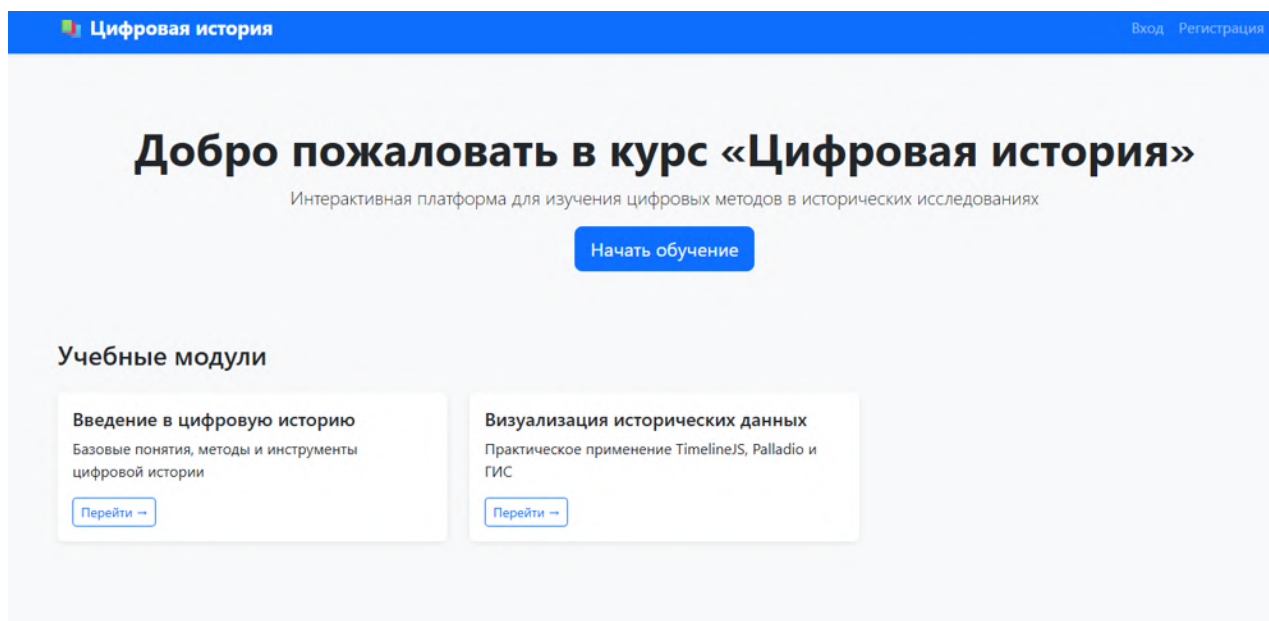 Цифровая история
Вход Регистрация
Добро пожаловать в курс «Цифровая история»
Интерактивная платформа для изучения цифровых методов в исторических исследованиях
Начать обучение
Учебные модули
Введение в цифровую историю
Базовые понятия, методы и инструменты
цифровой истории
Перейти →
Визуализация исторических данных
Практическое применение TimelineJS, Palladio и
ГИС
Перейти →